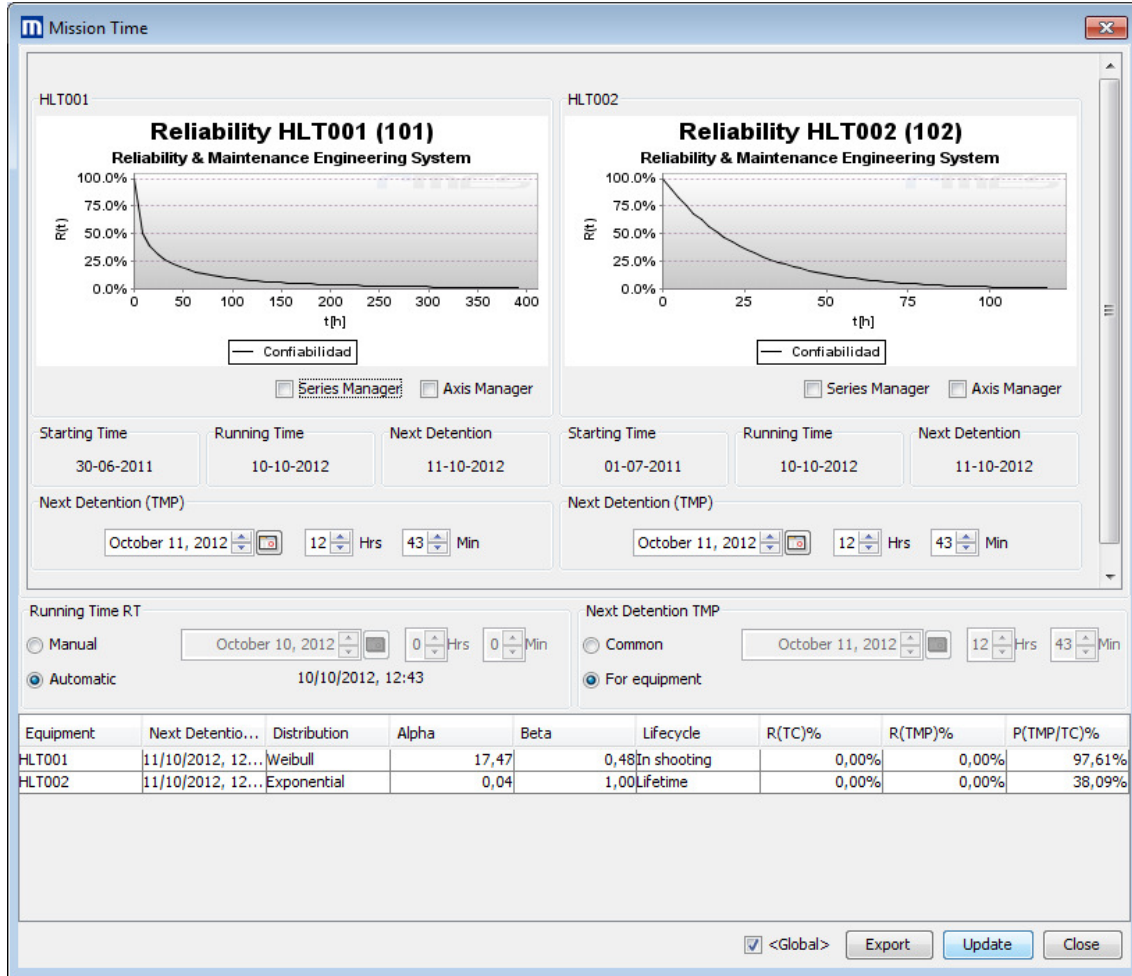 Mission Time
HLT001
Reliability HLT001 (101)
Reliability & Maintenance Engineering System
100.0%
75.0%
50.0%
25.0%
0.0%
R(t)
0 50 100 150 200 250 300 350 400
t[h]
Confiabilidad
Series Manager Axis Manager
HLT002
Reliability HLT002 (102)
Reliability & Maintenance Engineering System
100.0%
75.0%
50.0%
25.0%
0.0%
R(t)
0 25 50 75 100
t[h]
Confiabilidad
Series Manager Axis Manager
Starting Time Running Time Next Detention
30-06-2011 10-10-2012 11-10-2012
Starting Time Running Time Next Detention
01-07-2011 10-10-2012 11-10-2012
Next Detention (TMP)
October 11, 2012 12 Hrs 43 Min
Next Detention (TMP)
October 11, 2012 12 Hrs 43 Min
Running Time RT
Manual October 10, 2012 0 Hrs 0 Min
Automatic 10/10/2012, 12:43
Next Detention TMP
Common October 11, 2012 12 Hrs 43 Min
For equipment
Equipment Next Detentio... Distribution Alpha Beta Lifecycle R(TC)% R(TMP)% P(TMP/TC)%
HLT001 11/10/2012, 12... Weibull 17,47 0,48 In shooting 0,00% 0,00% 97,61%
HLT002 11/10/2012, 12... Exponential 0,04 1,00 Lifetime 0,00% 0,00% 38,09%
<Global> Export Update Close